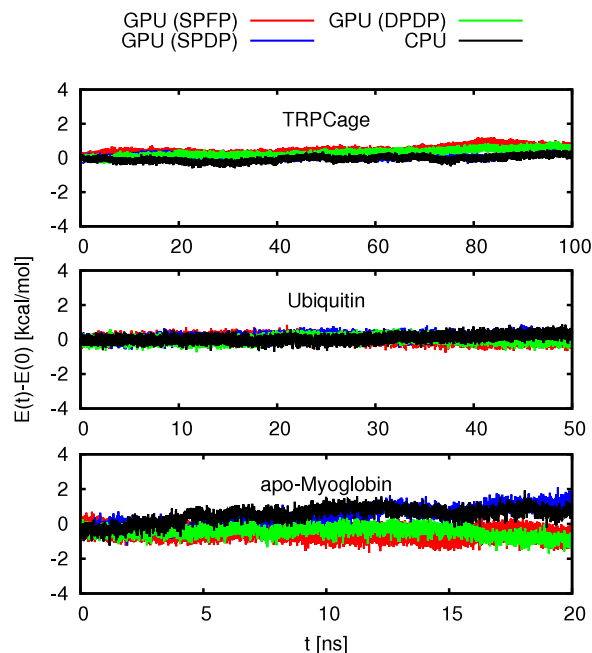 GPU (SPFP) GPU (DPDP)
GPU (SPDP) CPU
4
TRPCage
2
0
-2
-4
0 20 40 60 80 100
4
Ubiquitin
2
0
-2
-4
0 10 20 30 40 50
E(t)-E(0) [kcal/mol]
4
apo-Myoglobin
2
0
-2
-4
0 5 10 15 20
t [ns]